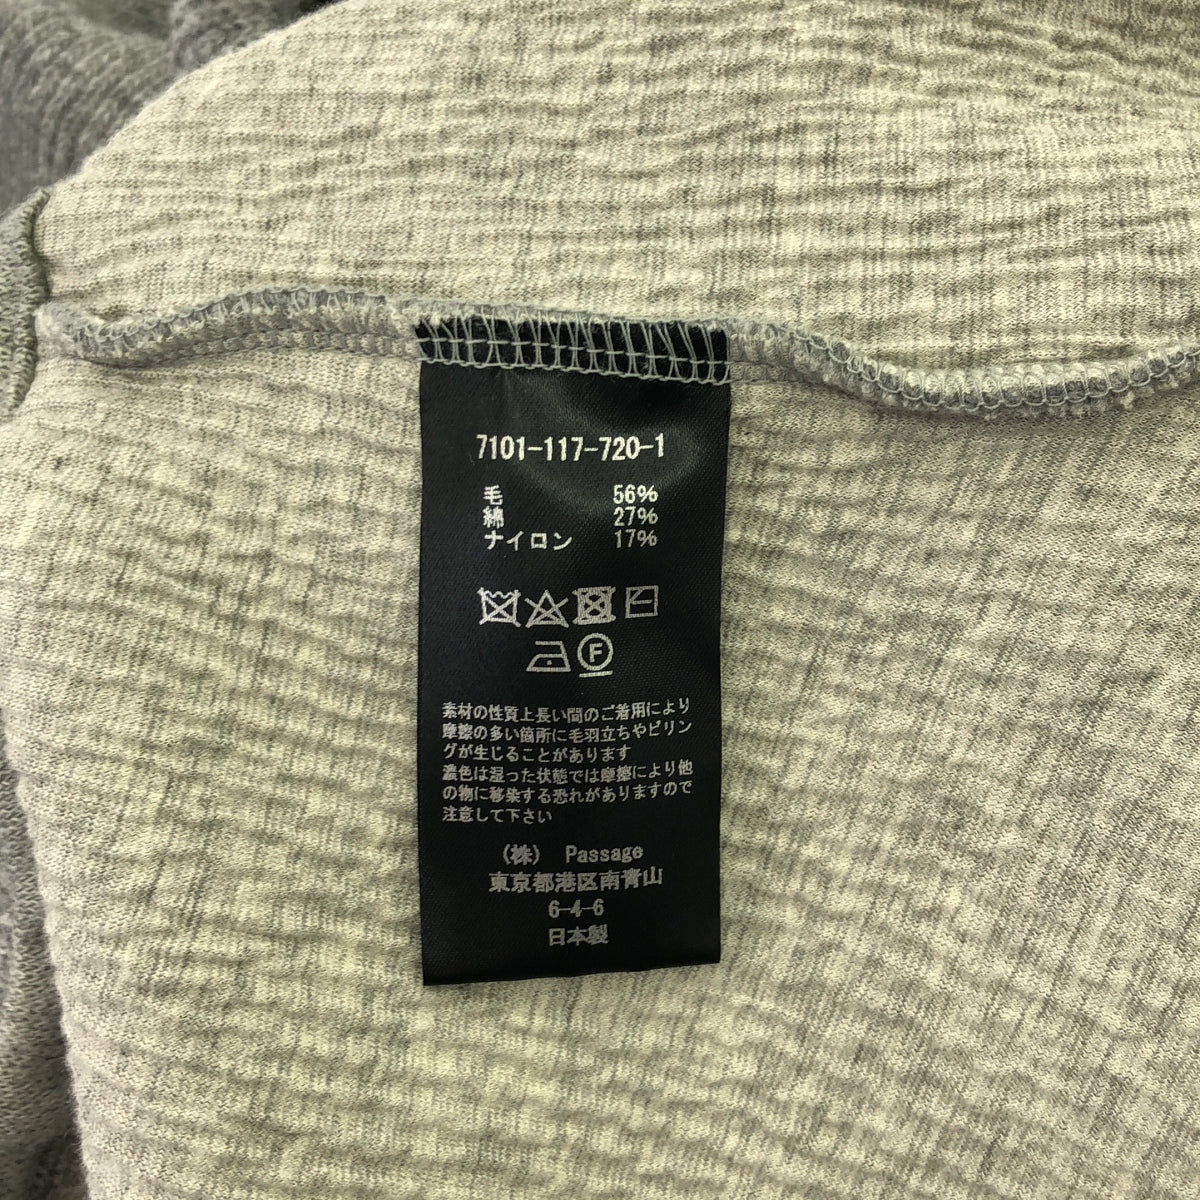 7101-117-720-1
毛 56%
綿 27%
ナイロン 17%
F
素材の性質上長い間のご着用により
摩擦の多い箇所に毛羽立ちやピリン
グが生じることがあります
濃色は湿った状態では摩擦により他
の物に移染する恐れがありますので
注意して下さい
(株) Passage
東京都港区南青山
6-4-6
日本製